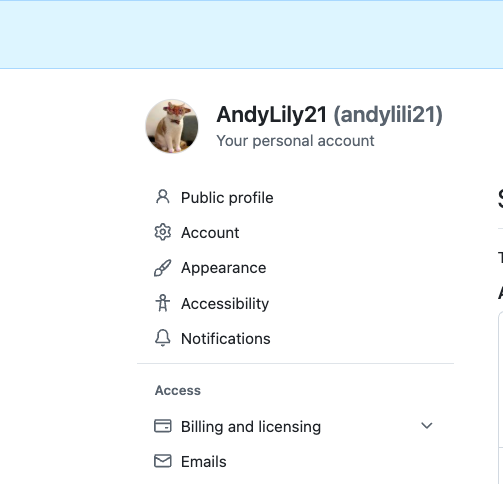 AndyLily21 (andylili21)
Your personal account
Public profile
Account
Appearance
Accessibility
Notifications
Access
Billing and licensing
Emails